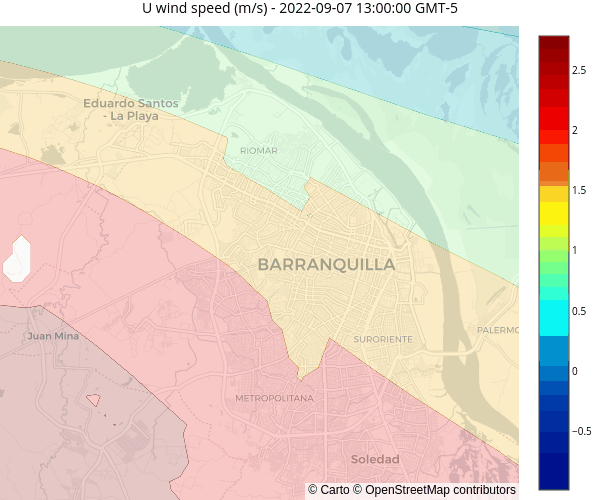 U wind speed (m/s) - 2022-09-07 13:00:00 GMT-5
2.5
Eduardo Santos
- La Playa
2
RIOMAR
1.5
BARRANQUILLA
1
0.5
PALERMO
Juan Mina
SURORIENTE
0
METROPOLITANA
−0.5
Soledad
© Carto © OpenStreetMap contributors